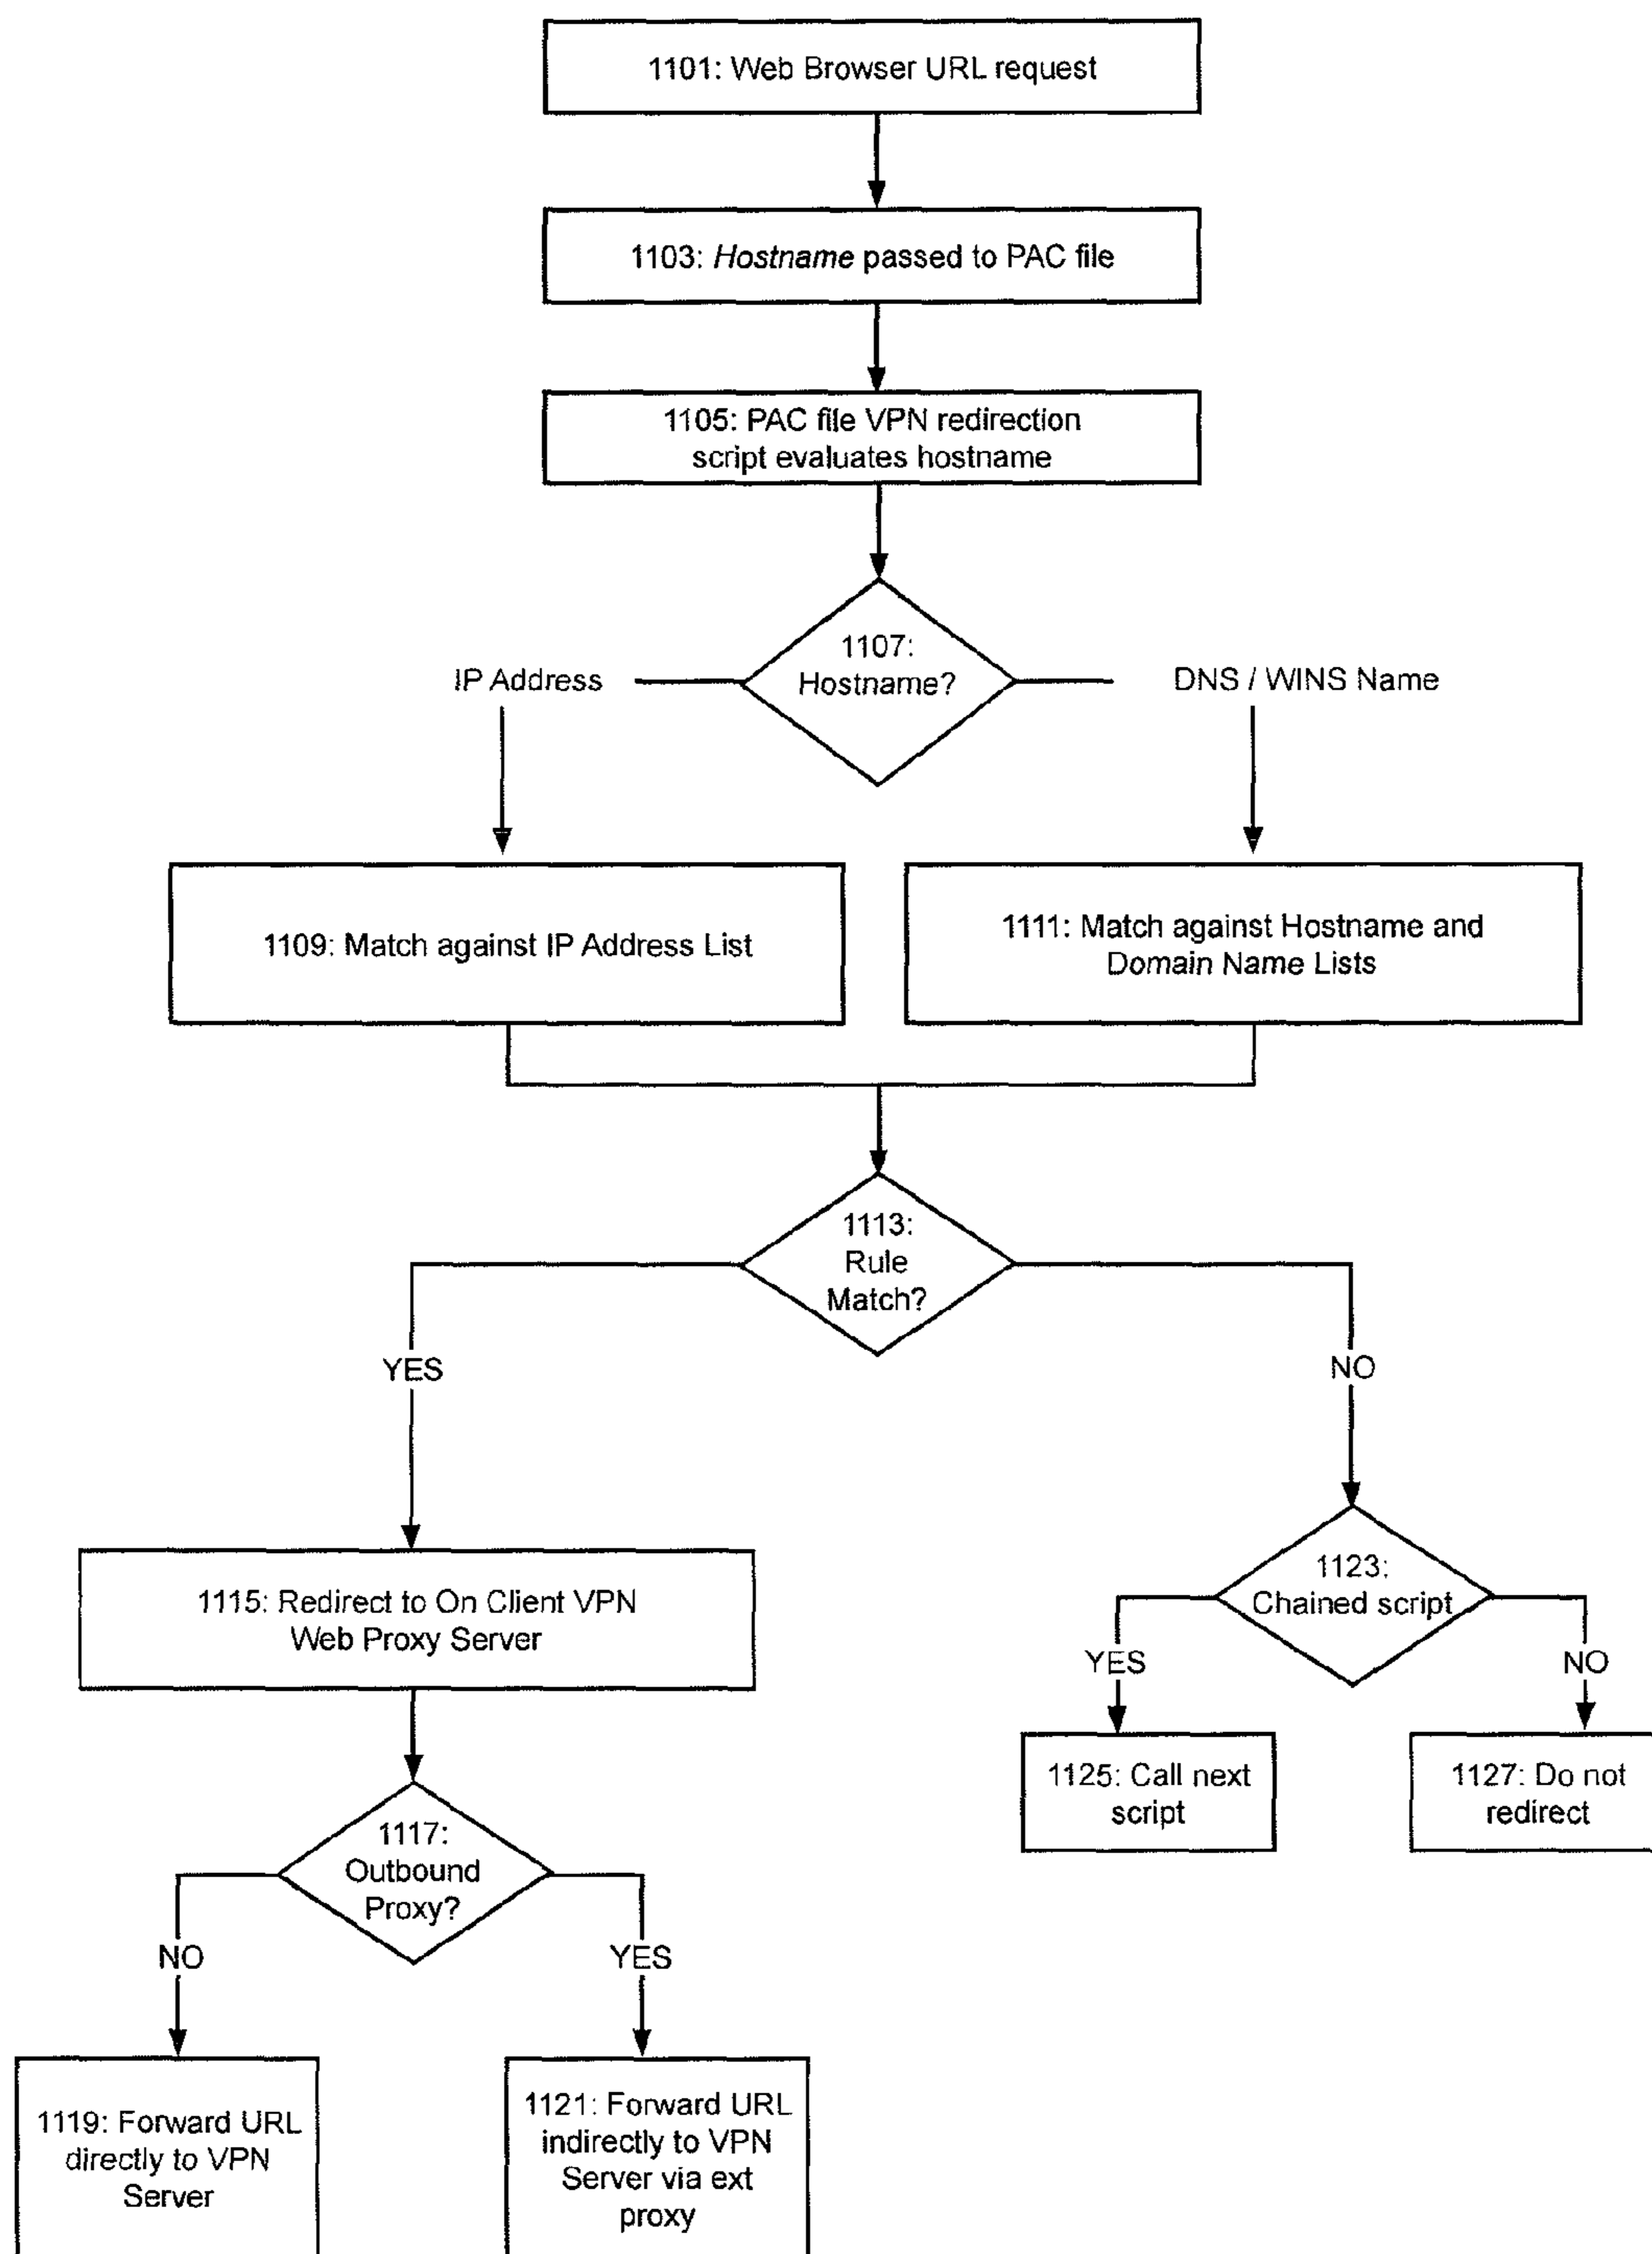 1101: Web Browser URL request
1103: Hostname passed to PAC file
1105: PAC file VPN redirection
script evaluates hostname
1107:
Hostname?
IP Address
DNS / WINS Name
1109: Match against IP Address List
1111: Match against Hostname and
Domain Name Lists
1113:
Rule
Match?
YES
NO
1115: Redirect to On Client VPN
Web Proxy Server
1123:
Chained script
YES
NO
1125: Call next
script
1127: Do not
redirect
1117:
Outbound
Proxy?
NO
YES
1119: Forward URL
directly to VPN
Server
1121: Forward URL
indirectly to VPN
Server via ext
proxy